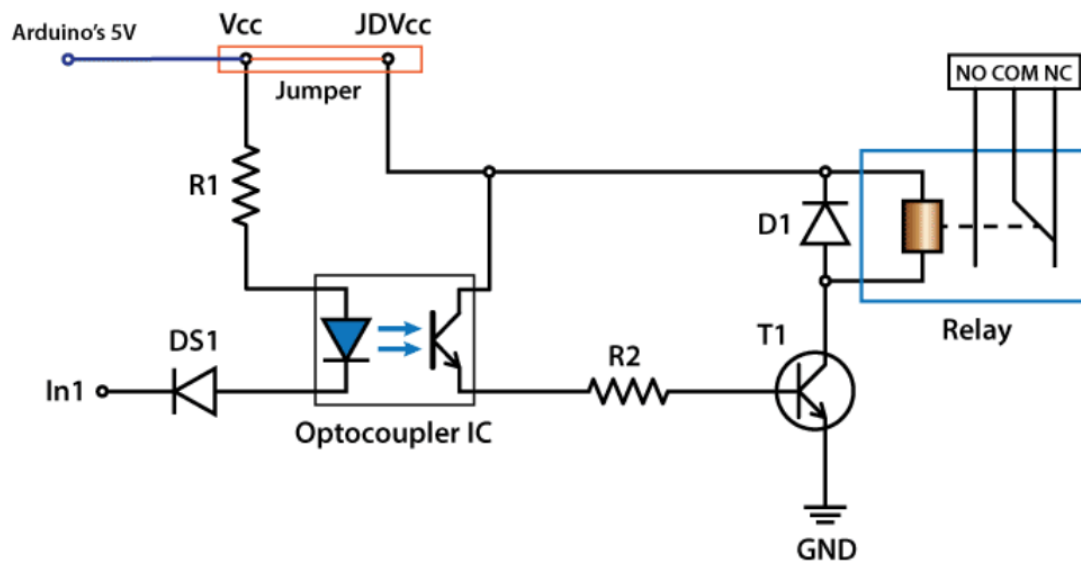 Arduino's 5V
Vcc
JDVcc
Jumper
NO COM NC
R1
D1
Relay
DS1
T1
R2
In1
Optocoupler IC
GND